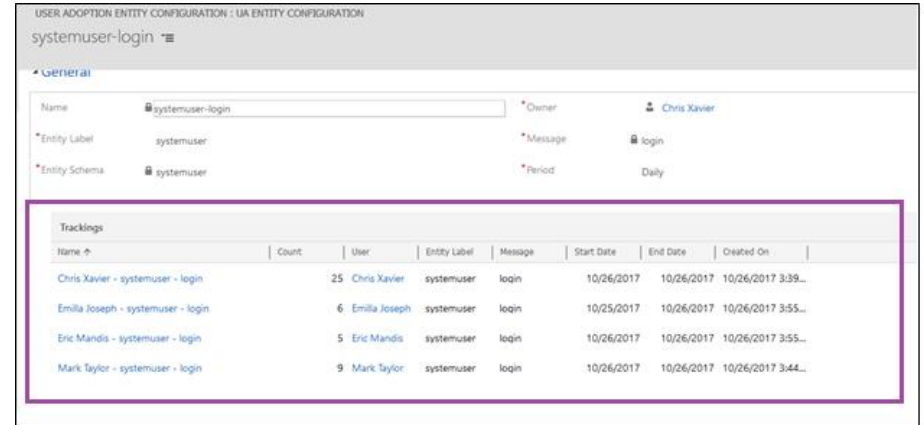 USER ADOPTION ENTITY CONFIGURATION : UA ENTITY CONFIGURATION
systemuser-login
General
Name systemuser-login *Owner Chris Xavier
*Entity Label systemuser *Message login
*Entity Schema systemuser *Period Daily
Trackings
Name ↑ Count User Entity Label Message Start Date End Date Created On
Chris Xavier - systemuser - login 25 Chris Xavier systemuser login 10/26/2017 10/26/2017 10/26/2017 3:39...
Emilla Joseph - systemuser - login 6 Emilla Joseph systemuser login 10/25/2017 10/26/2017 10/26/2017 3:55...
Eric Mandis - systemuser - login 5 Eric Mandis systemuser login 10/26/2017 10/26/2017 10/26/2017 3:55...
Mark Taylor - systemuser - login 9 Mark Taylor systemuser login 10/26/2017 10/26/2017 10/26/2017 3:44...